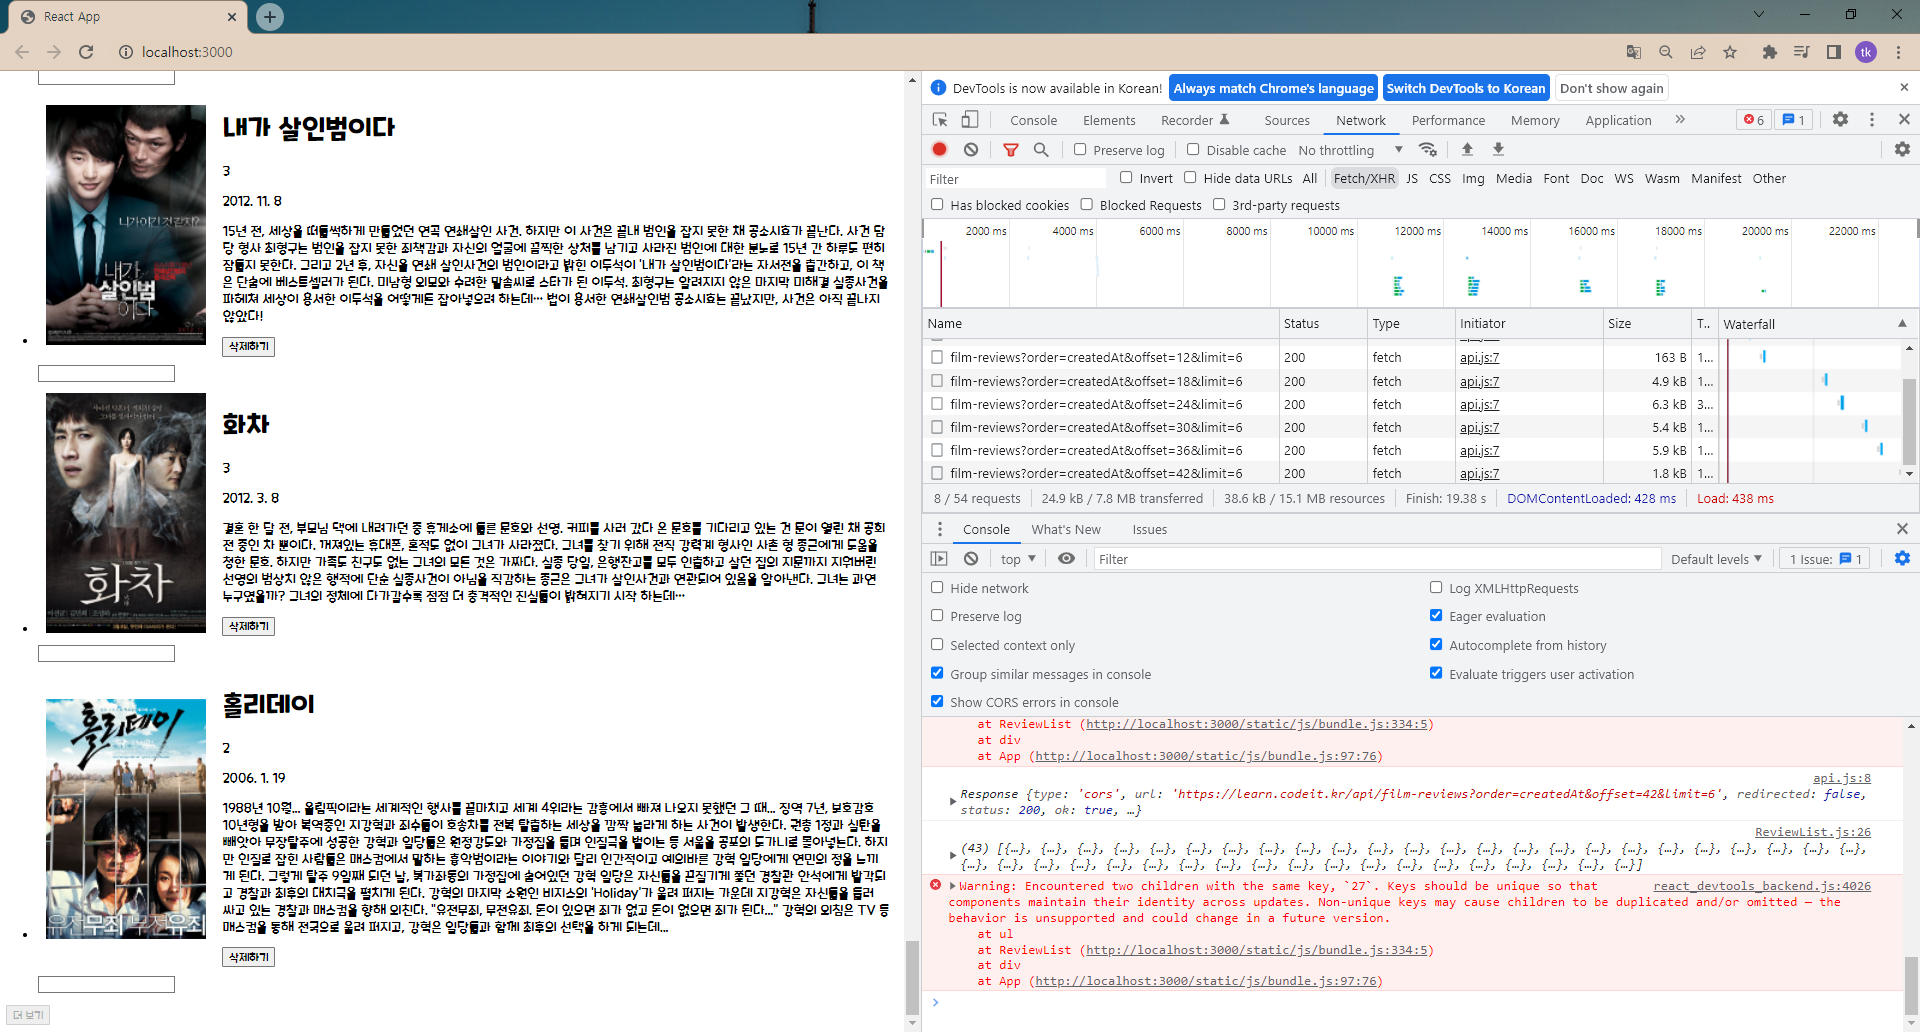 React App
localhost:3000
tk
내가 살인범이다
3
2012. 11. 8
15년 전, 세상을 떠들썩하게 만들었던 연곡 연쇄살인 사건. 하지만 이 사건은 끝내 범인을 잡지 못한 채 공소시효가 끝난다. 사건 담
당 형사 최형구는 범인을 잡지 못한 죄책감과 자신의 얼굴에 끔찍한 상처를 남기고 사라진 범인에 대한 분노로 15년 간 하루도 편히
잠들지 못한다. 그리고 2년 후, 자신을 연쇄 살인사건의 범인이라고 밝힌 이두석이 '내가 살인범이다'라는 자서전을 출간하고, 이 책
은 단숨에 베스트셀러가 된다. 미남형 외모와 수려한 말솜씨로 스타가 된 이두석. 최형구는 알려지지 않은 마지막 미해결 실종사건을
파헤쳐 세상이 용서한 이두석을 어떻게든 잡아넣으려 하는데… 법이 용서한 연쇄살인범 공소시효는 끝났지만, 사건은 아직 끝나지
않았다!
삭제하기
내가
살인범
이다
화차
3
2012. 3. 8
결혼 한 달 전, 부모님 댁에 내려가던 중 휴게소에 들른 문호와 선영. 커피를 사러 갔다 온 문호를 기다리고 있는 건 문이 열린 채 공회
전 중인 차 뿐이다. 꺼져있는 휴대폰, 흔적도 없이 그녀가 사라졌다. 그녀를 찾기 위해 전직 강력계 형사인 사촌 형 종근에게 도움을
청한 문호. 하지만 가족도 친구도 없는 그녀의 모든 것은 가짜다. 실종 당일, 은행잔고를 모두 인출하고 살던 집의 지문까지 지워버린
선영의 범상치 않은 행적에 단순 실종사건이 아님을 직감하는 종근은 그녀가 살인사건과 연관되어 있음을 알아낸다. 그녀는 과연
누구였을까? 그녀의 정체에 다가갈수록 점점 더 충격적인 진실들이 밝혀지기 시작 하는데…
삭제하기
화차
홀리데이
2
2006. 1. 19
1988년 10월... 올림픽이라는 세계적인 행사를 끝마치고 세계 4위라는 감흥에서 빠져 나오지 못했던 그 때... 징역 7년, 보호감호
10년형을 받아 복역중인 지강혁과 죄수들이 호송차를 전복 탈출하는 세상을 깜짝 놀라게 하는 사건이 발생한다. 권총 1정과 실탄을
빼앗아 무장탈주에 성공한 강혁과 일당들은 원정강도와 가정집을 돌며 인질극을 벌이는 등 서울을 공포의 도가니로 몰아넣는다. 하지
만 인질로 잡힌 사람들은 매스컴에서 말하는 흉악범이라는 이야기와 달리 인간적이고 예의바른 강혁 일당에게 연민의 정을 느끼
게 된다. 그렇게 탈주 9일째 되던 날, 북가좌동의 가정집에 숨어있던 강혁 일당은 자신들을 끈질기게 쫓던 경찰관 안석에게 발각되
고 경찰과 최후의 대치극을 펼치게 된다. 강혁의 마지막 소원인 비지스의 'Holiday'가 울려 퍼지는 가운데 지강혁은 자신들을 둘러
싸고 있는 경찰과 매스컴을 향해 외친다. "유전무죄, 무전유죄. 돈이 있으면 죄가 없고 돈이 없으면 죄가 된다..." 강혁의 외침은 TV 등
매스컴을 통해 전국으로 울려 퍼지고, 강혁은 일당들과 함께 최후의 선택을 하게 되는데...
삭제하기
홀리데이
유전무죄 무전유죄
더 보기
DevTools is now available in Korean!
Always match Chrome's language
Switch DevTools to Korean
Don't show again
Console Elements Recorder Sources Network Performance Memory Application » 6 1
Preserve log Disable cache No throttling
Filter Invert Hide data URLs All Fetch/XHR JS CSS Img Media Font Doc WS Wasm Manifest Other
Has blocked cookies Blocked Requests 3rd-party requests
2000 ms 4000 ms 6000 ms 8000 ms 10000 ms 12000 ms 14000 ms 16000 ms 18000 ms 20000 ms 22000 ms
Name Status Type Initiator Size T.. Waterfall
film-reviews?order=createdAt&offset=12&limit=6 200 fetch api.js:7 163 B 1...
film-reviews?order=createdAt&offset=18&limit=6 200 fetch api.js:7 4.9 kB 1...
film-reviews?order=createdAt&offset=24&limit=6 200 fetch api.js:7 6.3 kB 3...
film-reviews?order=createdAt&offset=30&limit=6 200 fetch api.js:7 5.4 kB 1...
film-reviews?order=createdAt&offset=36&limit=6 200 fetch api.js:7 5.9 kB 1...
film-reviews?order=createdAt&offset=42&limit=6 200 fetch api.js:7 1.8 kB 1...
8 / 54 requests 24.9 kB / 7.8 MB transferred 38.6 kB / 15.1 MB resources Finish: 19.38 s DOMContentLoaded: 428 ms Load: 438 ms
Console What's New Issues
top Filter Default levels 1 Issue: 1
Hide network Log XMLHttpRequests
Preserve log Eager evaluation
Selected context only Autocomplete from history
Group similar messages in console Evaluate triggers user activation
Show CORS errors in console
at ReviewList (http://localhost:3000/static/js/bundle.js:334:5)
at div
at App (http://localhost:3000/static/js/bundle.js:97:76)
api.js:8
Response {type: 'cors', url: 'https://learn.codeit.kr/api/film-reviews?order=createdAt&offset=42&limit=6', redirected: false,
status: 200, ok: true, …}
ReviewList.js:26
(43) [{…}, {…}, {…}, {…}, {…}, {…}, {…}, {…}, {…}, {…}, {…}, {…}, {…}, {…}, {…}, {…}, {…}, {…}, {…}, {…}, {…}, {…}, {…}, {…},
{…}, {…}, {…}, {…}, {…}, {…}, {…}, {…}, {…}, {…}, {…}, {…}, {…}, {…}, {…}, {…}, {…}, {…}, {…}]
Warning: Encountered two children with the same key, `27`. Keys should be unique so that react_devtools_backend.js:4026
components maintain their identity across updates. Non-unique keys may cause children to be duplicated and/or omitted — the
behavior is unsupported and could change in a future version.
at ul
at ReviewList (http://localhost:3000/static/js/bundle.js:334:5)
at div
at App (http://localhost:3000/static/js/bundle.js:97:76)